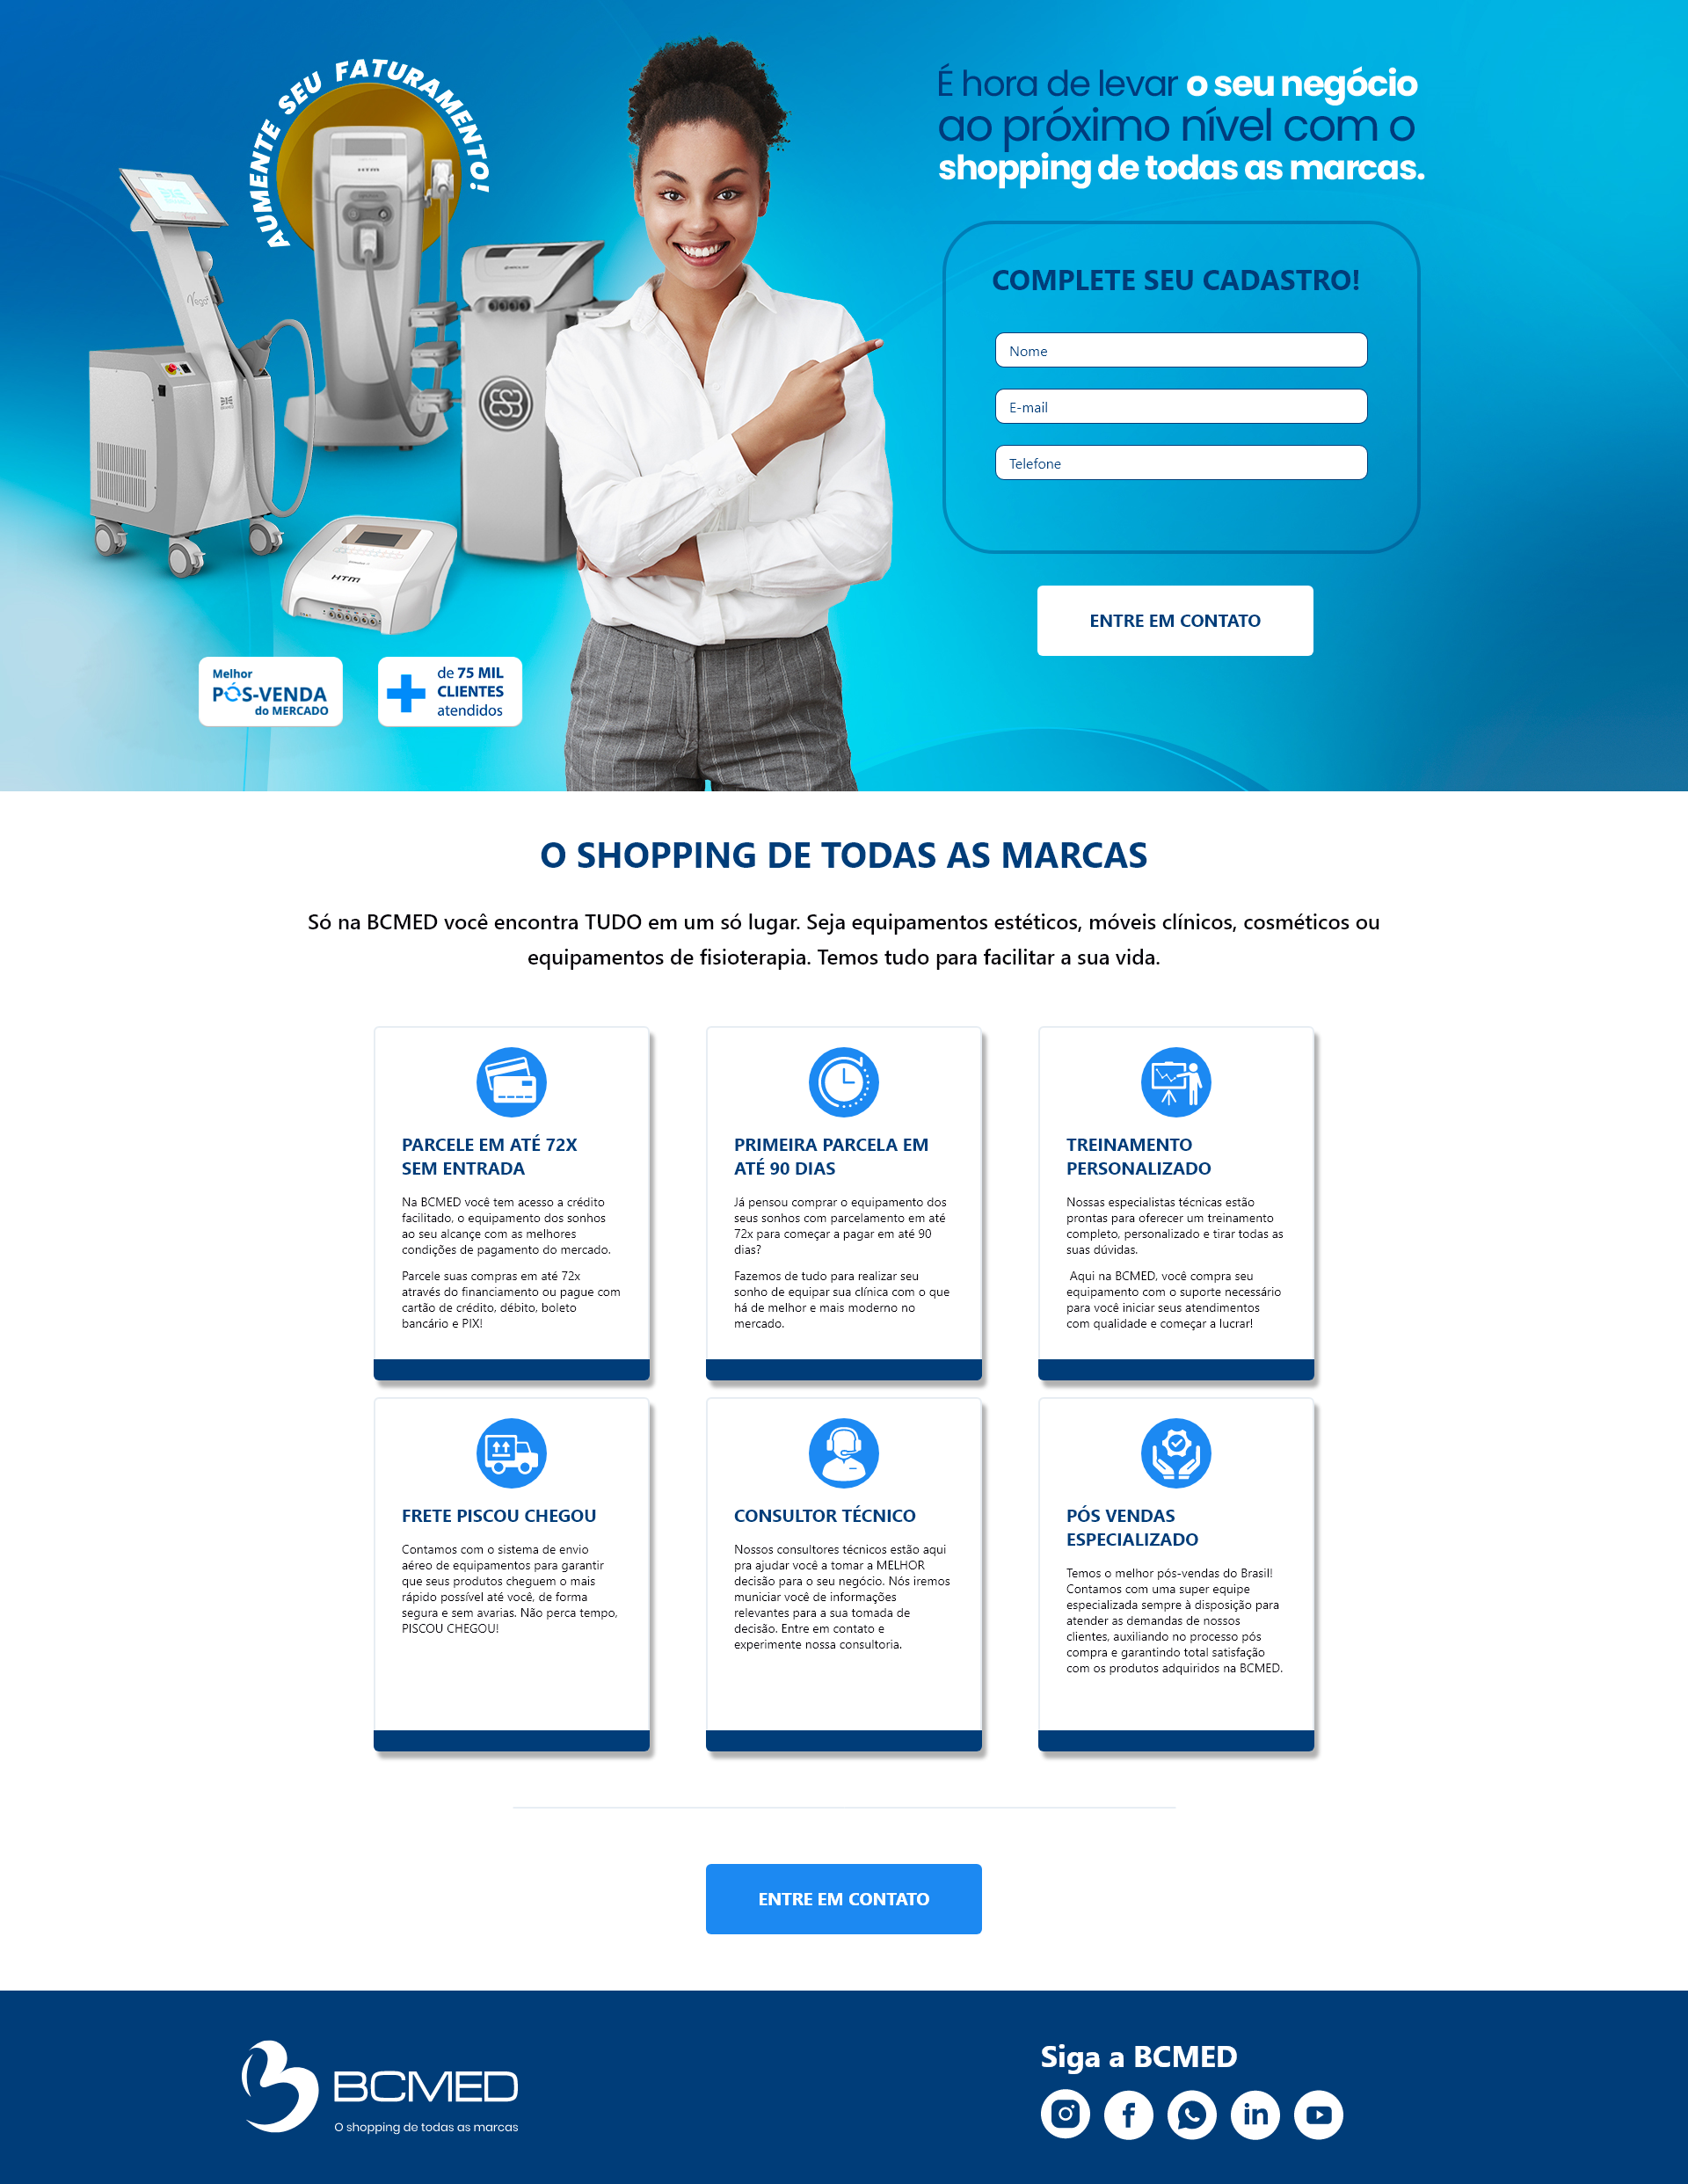 AUMENTE SEU FATURAMENTO!
É hora de levar o seu negócio
ao próximo nível com o
shopping de todas as marcas.
COMPLETE SEU CADASTRO!
Nome
E-mail
Telefone
ENTRE EM CONTATO
HTM
HTM
Melhor
PÓS-VENDA
do MERCADO
de 75 MIL
CLIENTES
atendidos
O SHOPPING DE TODAS AS MARCAS
Só na BCMED você encontra TUDO em um só lugar. Seja equipamentos estéticos, móveis clínicos, cosméticos ou
equipamentos de fisioterapia. Temos tudo para facilitar a sua vida.
PARCELE EM ATÉ 72X
SEM ENTRADA
Na BCMED você tem acesso a crédito
facilitado, o equipamento dos sonhos
ao seu alcance com as melhores
condições de pagamento do mercado.
Parcele suas compras em até 72x
através do financiamento ou pague com
cartão de crédito, débito, boleto
bancário e PIX!
PRIMEIRA PARCELA EM
ATÉ 90 DIAS
Já pensou comprar o equipamento dos
seus sonhos com parcelamento em até
72x para começar a pagar em até 90
dias?
Fazemos de tudo para realizar seu
sonho de equipar sua clínica com o que
há de melhor e mais moderno no
mercado.
TREINAMENTO
PERSONALIZADO
Nossas especialistas técnicas estão
prontas para oferecer um treinamento
completo, personalizado e tirar todas as
suas dúvidas.
Aqui na BCMED, você compra seu
equipamento com o suporte necessário
para você iniciar seus atendimentos
com qualidade e começar a lucrar!
FRETE PISCOU CHEGOU
Contamos com o sistema de envio
aéreo de equipamentos para garantir
que seus produtos cheguem o mais
rápido possível até você, de forma
segura e sem avarias. Não perca tempo,
PISCOU CHEGOU!
CONSULTOR TÉCNICO
Nossos consultores técnicos estão aqui
pra ajudar você a tomar a MELHOR
decisão para o seu negócio. Nós iremos
municiar você de informações
relevantes para a sua tomada de
decisão. Entre em contato e
experimente nossa consultoria.
PÓS VENDAS
ESPECIALIZADO
Temos o melhor pós-vendas do Brasil!
Contamos com uma super equipe
especializada sempre à disposição para
atender as demandas de nossos
clientes, auxiliando no processo pós
compra e garantindo total satisfação
com os produtos adquiridos na BCMED.
ENTRE EM CONTATO
BCMED
O shopping de todas as marcas
Siga a BCMED